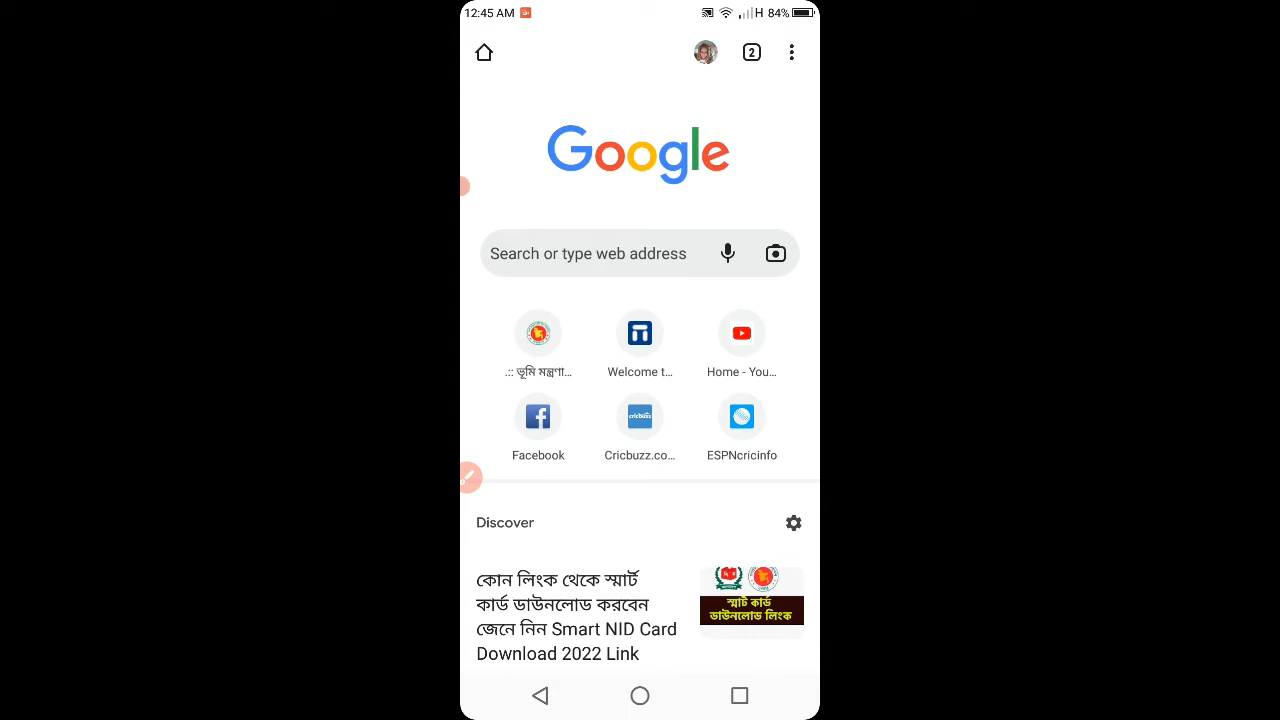 12:45 AM
H 84%
2
Google
Search or type web address
.:: ভূমি মন্ত্রণা...
Welcome t...
Home - You...
cricbuzz
Facebook
Cricbuzz.co...
ESPNcricinfo
Discover
কোন লিংক থেকে স্মার্ট
কার্ড ডাউনলোড করবেন
জেনে নিন Smart NID Card
Download 2022 Link
স্মার্ট কার্ড
ডাউনলোড লিংক